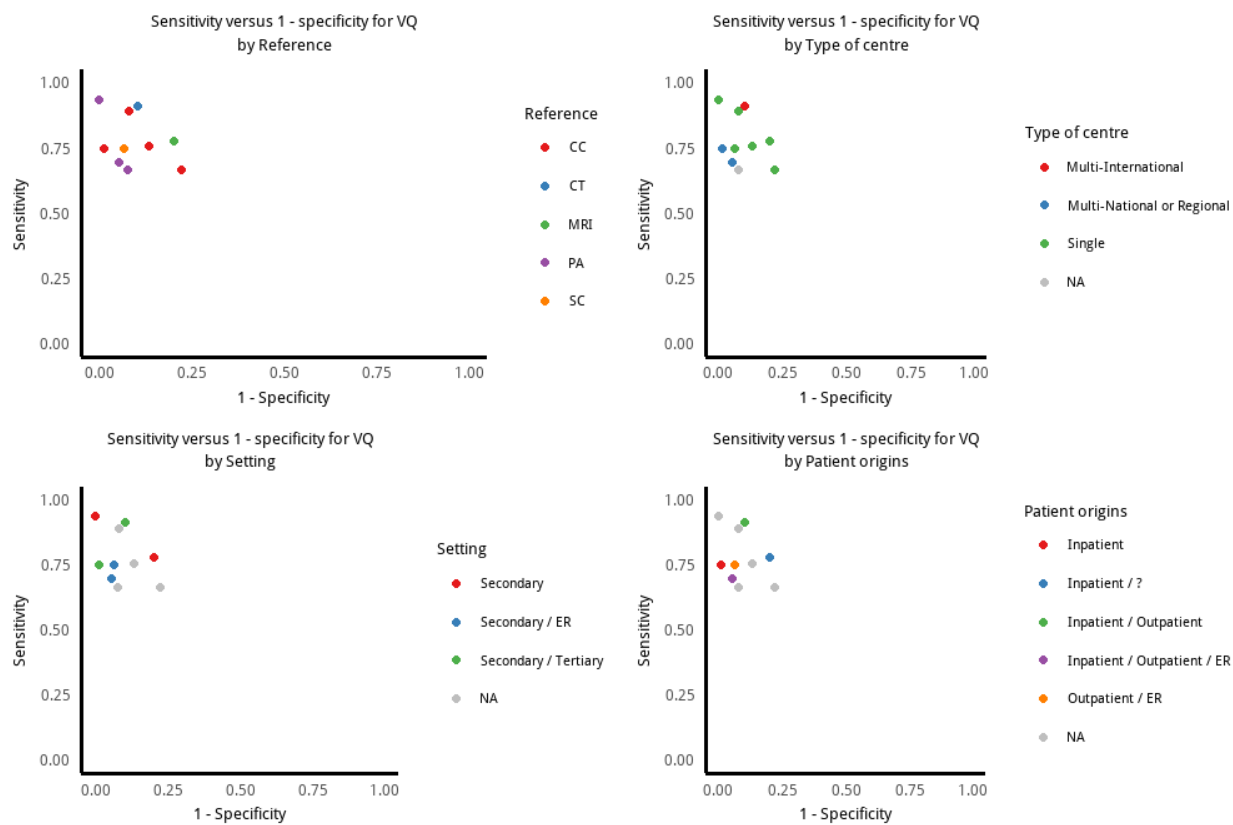 Sensitivity versus 1 - specificity for VQ
by Reference
1.00
0.75
0.50
0.25
0.00
Sensitivity
0.00 0.25 0.50 0.75 1.00
1 - Specificity
Reference
CC
CT
MRI
PA
SC
Sensitivity versus 1 - specificity for VQ
by Type of centre
1.00
0.75
0.50
0.25
0.00
Sensitivity
0.00 0.25 0.50 0.75 1.00
1 - Specificity
Type of centre
Multi-International
Multi-National or Regional
Single
NA
Sensitivity versus 1 - specificity for VQ
by Setting
1.00
0.75
0.50
0.25
0.00
Sensitivity
0.00 0.25 0.50 0.75 1.00
1 - Specificity
Setting
Secondary
Secondary / ER
Secondary / Tertiary
NA
Sensitivity versus 1 - specificity for VQ
by Patient origins
1.00
0.75
0.50
0.25
0.00
Sensitivity
0.00 0.25 0.50 0.75 1.00
1 - Specificity
Patient origins
Inpatient
Inpatient / ?
Inpatient / Outpatient
Inpatient / Outpatient / ER
Outpatient / ER
NA